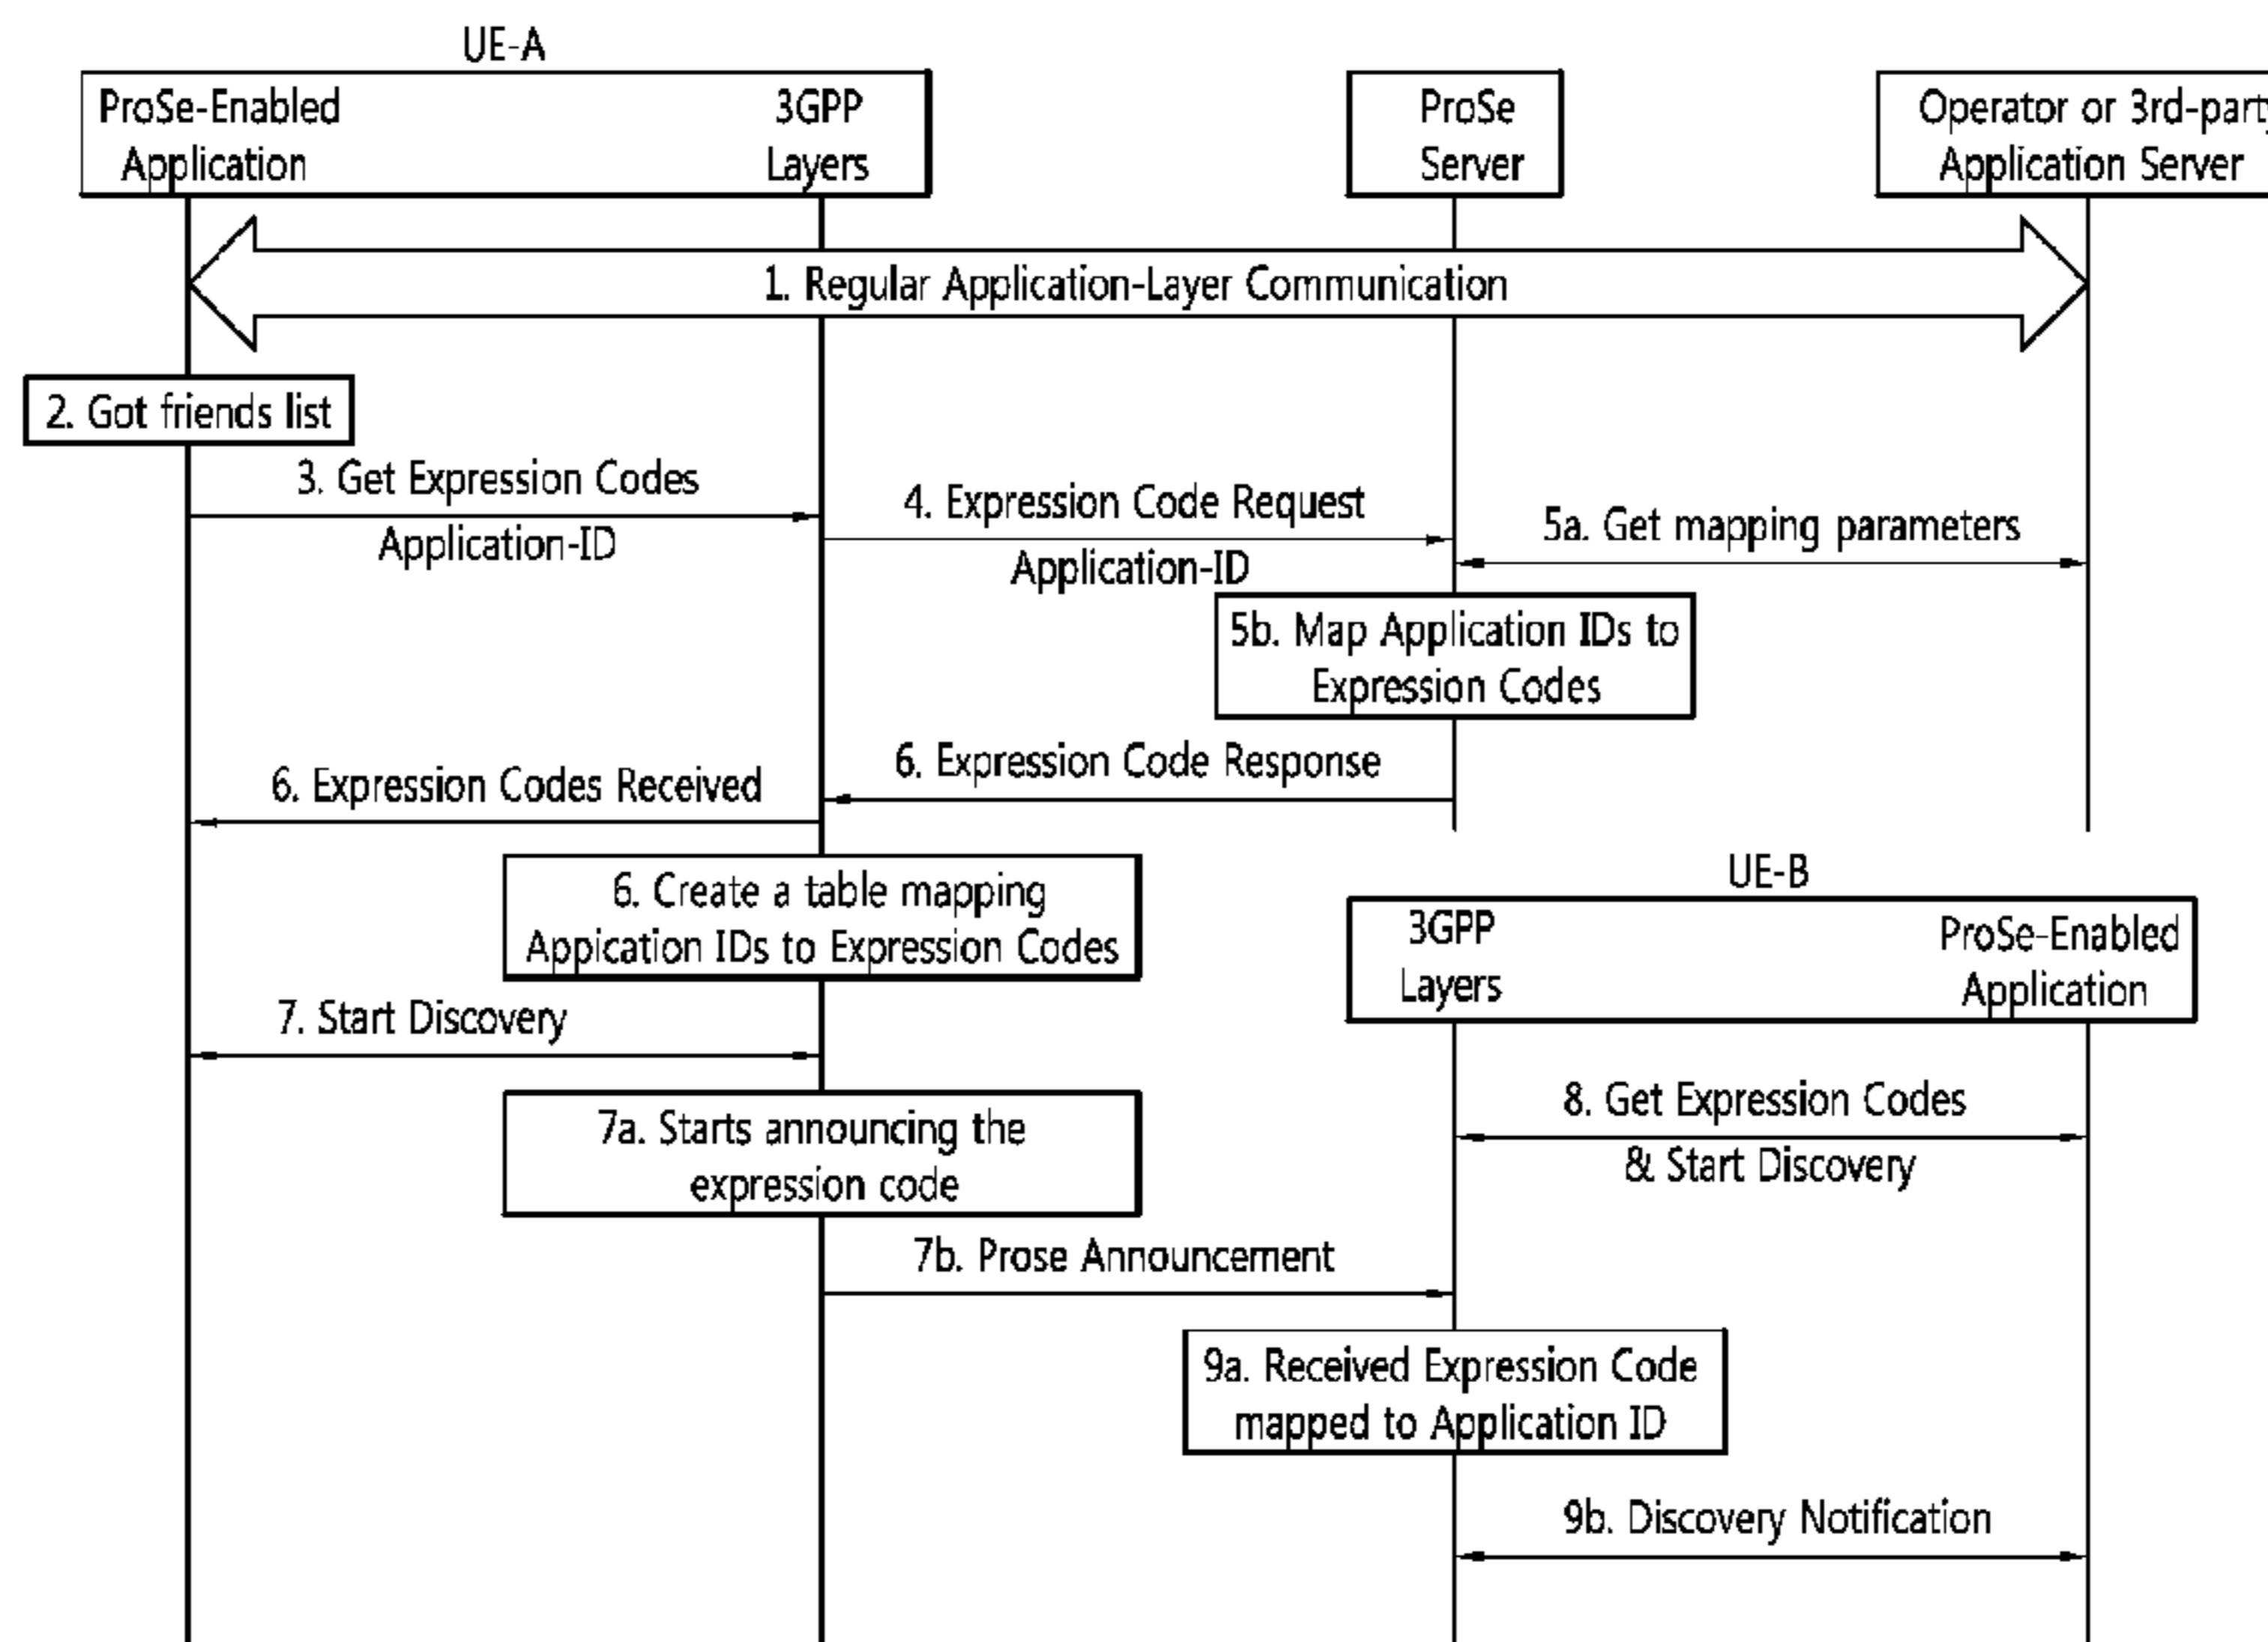 UE-A
ProSe-Enabled
Application
3GPP
Layers
ProSe
Server
Operator or 3rd-party
Application Server
1. Regular Application-Layer Communication
2. Got friends list
3. Get Expression Codes
Application-ID
4. Expression Code Request
Application-ID
5a. Get mapping parameters
5b. Map Application IDs to
Expression Codes
6. Expression Code Response
6. Expression Codes Received
6. Create a table mapping
Appication IDs to Expression Codes
UE-B
3GPP
Layers
ProSe-Enabled
Application
7. Start Discovery
7a. Starts announcing the
expression code
8. Get Expression Codes
& Start Discovery
7b. Prose Announcement
9a. Received Expression Code
mapped to Application ID
9b. Discovery Notification